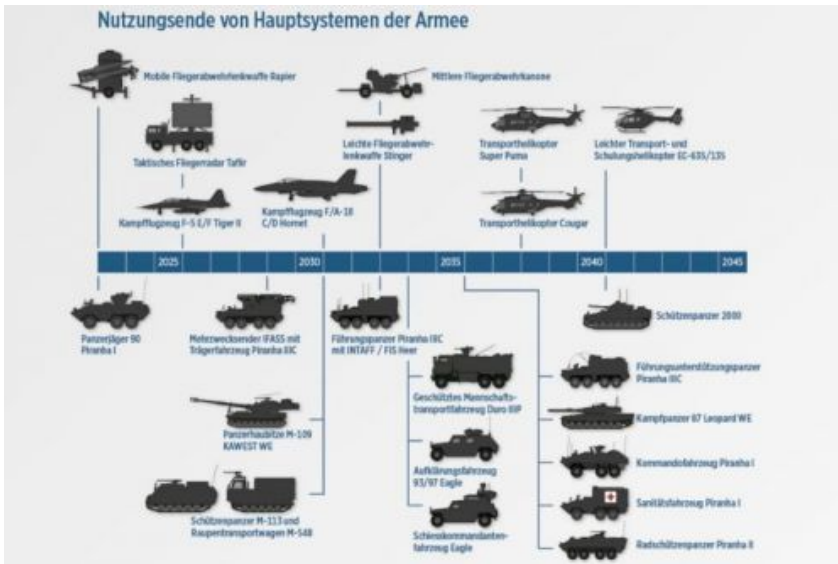 Nutzungsende von Hauptsystemen der Armee
Mobile Fliegerabwehrlenkwaffe Rapier
Mittlere Fliegerabwehrkanone
Taktisches Fliegerradar Taflir
Leichte Fliegerabwehr-
lenkwaffe Stinger
Transporthelikopter
Super Puma
Leichter Transport- und
Schulungshelikopter EC-635/135
Kampfflugzeug F-5 E/F Tiger II
Kampfflugzeug F/A-18
C/D Hornet
Transporthelikopter Cougar
2025
2030
2035
2040
2045
Panzerjäger 90
Piranha I
Mehrzwecksender IFASS mit
Trägerfahrzeug Piranha IIIC
Führungspanzer Piranha IIIC
mit INTAFF / FIS Heer
Schützenpanzer 2000
Geschütztes Mannschafts-
transportfahrzeug Duro IIIP
Führungsunterstützungspanzer
Piranha IIIC
Panzerhaubitze M-109
KAWEST WE
Kampfpanzer 87 Leopard WE
Aufklärungsfahrzeug
93/97 Eagle
Kommandofahrzeug Piranha I
Schützenpanzer M-113 und
Raupentransportwagen M-548
Sanitätsfahrzeug Piranha I
Schiesskommandanten-
fahrzeug Eagle
Radschützenpanzer Piranha II